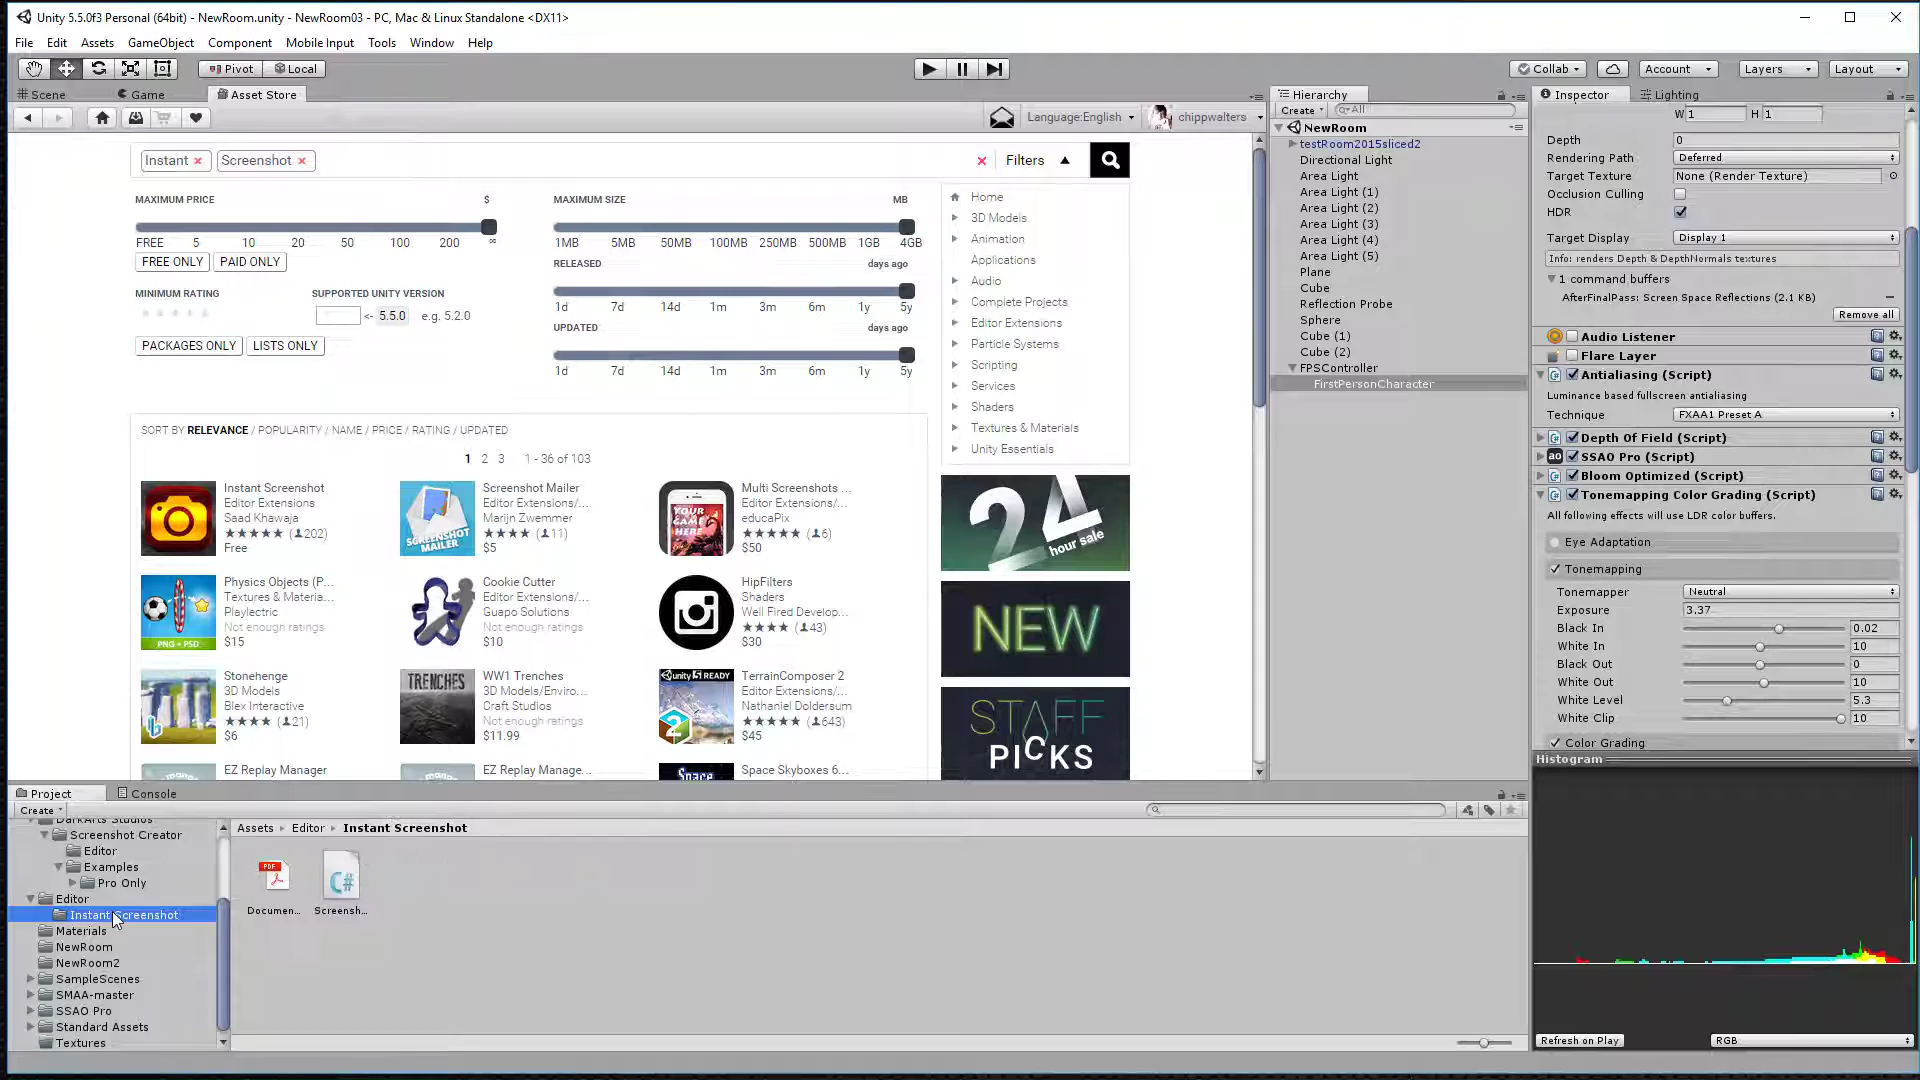 Unity 5.5.0f3 Personal (64bit) - NewRoom.unity - NewRoom03 - PC, Mac & Linux Standalone <DX11>
File Edit Assets GameObject Component Mobile Input Tools Window Help
Pivot Local
Collab Account Layers Layout
Scene Game Asset Store
Language:English chippwalters
Instant × Screenshot × × Filters
MAXIMUM PRICE $
FREE 5 10 20 50 100 200 ∞
FREE ONLY PAID ONLY
MINIMUM RATING
SUPPORTED UNITY VERSION
<- 5.5.0 e.g. 5.2.0
PACKAGES ONLY LISTS ONLY
MAXIMUM SIZE MB
1MB 5MB 50MB 100MB 250MB 500MB 1GB 4GB
RELEASED days ago
1d 7d 14d 1m 3m 6m 1y 5y
UPDATED days ago
1d 7d 14d 1m 3m 6m 1y 5y
Home
3D Models
Animation
Applications
Audio
Complete Projects
Editor Extensions
Particle Systems
Scripting
Services
Shaders
Textures & Materials
Unity Essentials
SORT BY RELEVANCE / POPULARITY / NAME / PRICE / RATING / UPDATED
1 2 3 1 - 36 of 103
Instant Screenshot
Editor Extensions
Saad Khawaja
★★★★★ (202)
Free
SCREENSHOT
MAILER
Screenshot Mailer
Editor Extensions/...
Marijn Zwemmer
★★★★ (11)
$5
YOUR
GAME
HERE
Multi Screenshots ...
Editor Extensions/...
educaPix
★★★★★ (6)
$50
PNG + PSD
Physics Objects (P...
Textures & Materia...
Playlectric
Not enough ratings
$15
Cookie Cutter
Editor Extensions/...
Guapo Solutions
Not enough ratings
$10
HipFilters
Shaders
Well Fired Develop...
★★★★ (43)
$30
Stonehenge
3D Models
Blex Interactive
★★★★ (21)
$6
TRENCHES
WW1 Trenches
3D Models/Enviro...
Craft Studios
Not enough ratings
$11.99
unity 5 READY
2
TerrainComposer 2
Editor Extensions/...
Nathaniel Doldersum
★★★★★ (643)
$45
EZ Replay Manager
EZ Replay Manage...
Space
Space Skyboxes 6...
24
hour sale
NEW
STAFF
PICKS
Hierarchy
Create All
NewRoom
testRoom2015sliced2
Directional Light
Area Light
Area Light (1)
Area Light (2)
Area Light (3)
Area Light (4)
Area Light (5)
Plane
Cube
Reflection Probe
Sphere
Cube (1)
Cube (2)
FPSController
FirstPersonCharacter
Inspector Lighting
W 1 H 1
Depth 0
Rendering Path Deferred
Target Texture None (Render Texture)
Occlusion Culling
HDR
Target Display Display 1
Info: renders Depth & DepthNormals textures
1 command buffers
AfterFinalPass: Screen Space Reflections (2.1 KB)
Remove all
Audio Listener
Flare Layer
Antialiasing (Script)
Luminance based fullscreen antialiasing
Technique FXAA1 Preset A
Depth Of Field (Script)
ao SSAO Pro (Script)
Bloom Optimized (Script)
Tonemapping Color Grading (Script)
All following effects will use LDR color buffers.
Eye Adaptation
Tonemapping
Tonemapper Neutral
Exposure 3.37
Black In 0.02
White In 10
Black Out 0
White Out 10
White Level 5.3
White Clip 10
Color Grading
Histogram
Refresh on Play RGB
Project Console
Create
DarkArts Studios
Screenshot Creator
Editor
Examples
Pro Only
Editor
Instant Screenshot
Materials
NewRoom
NewRoom2
SampleScenes
SMAA-master
SSAO Pro
Standard Assets
Textures
Assets Editor Instant Screenshot
PDF
C#
Documen... Screensh...